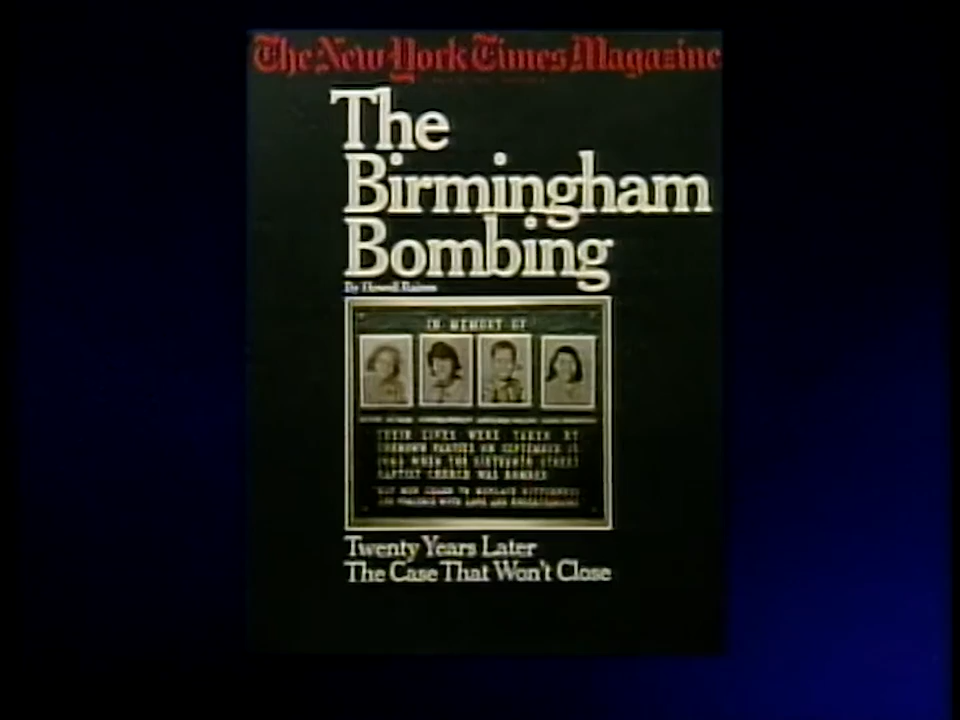 The New York Times Magazine
The
Birmingham
Bombing
By Howell Raines
IN MEMORY OF
THEIR LIVES WERE TAKEN BY
UNKNOWN PARTIES ON SEPTEMBER 15
1963 WHEN THE SIXTEENTH STREET
BAPTIST CHURCH WAS BOMBED
Twenty Years Later
The Case That Won't Close